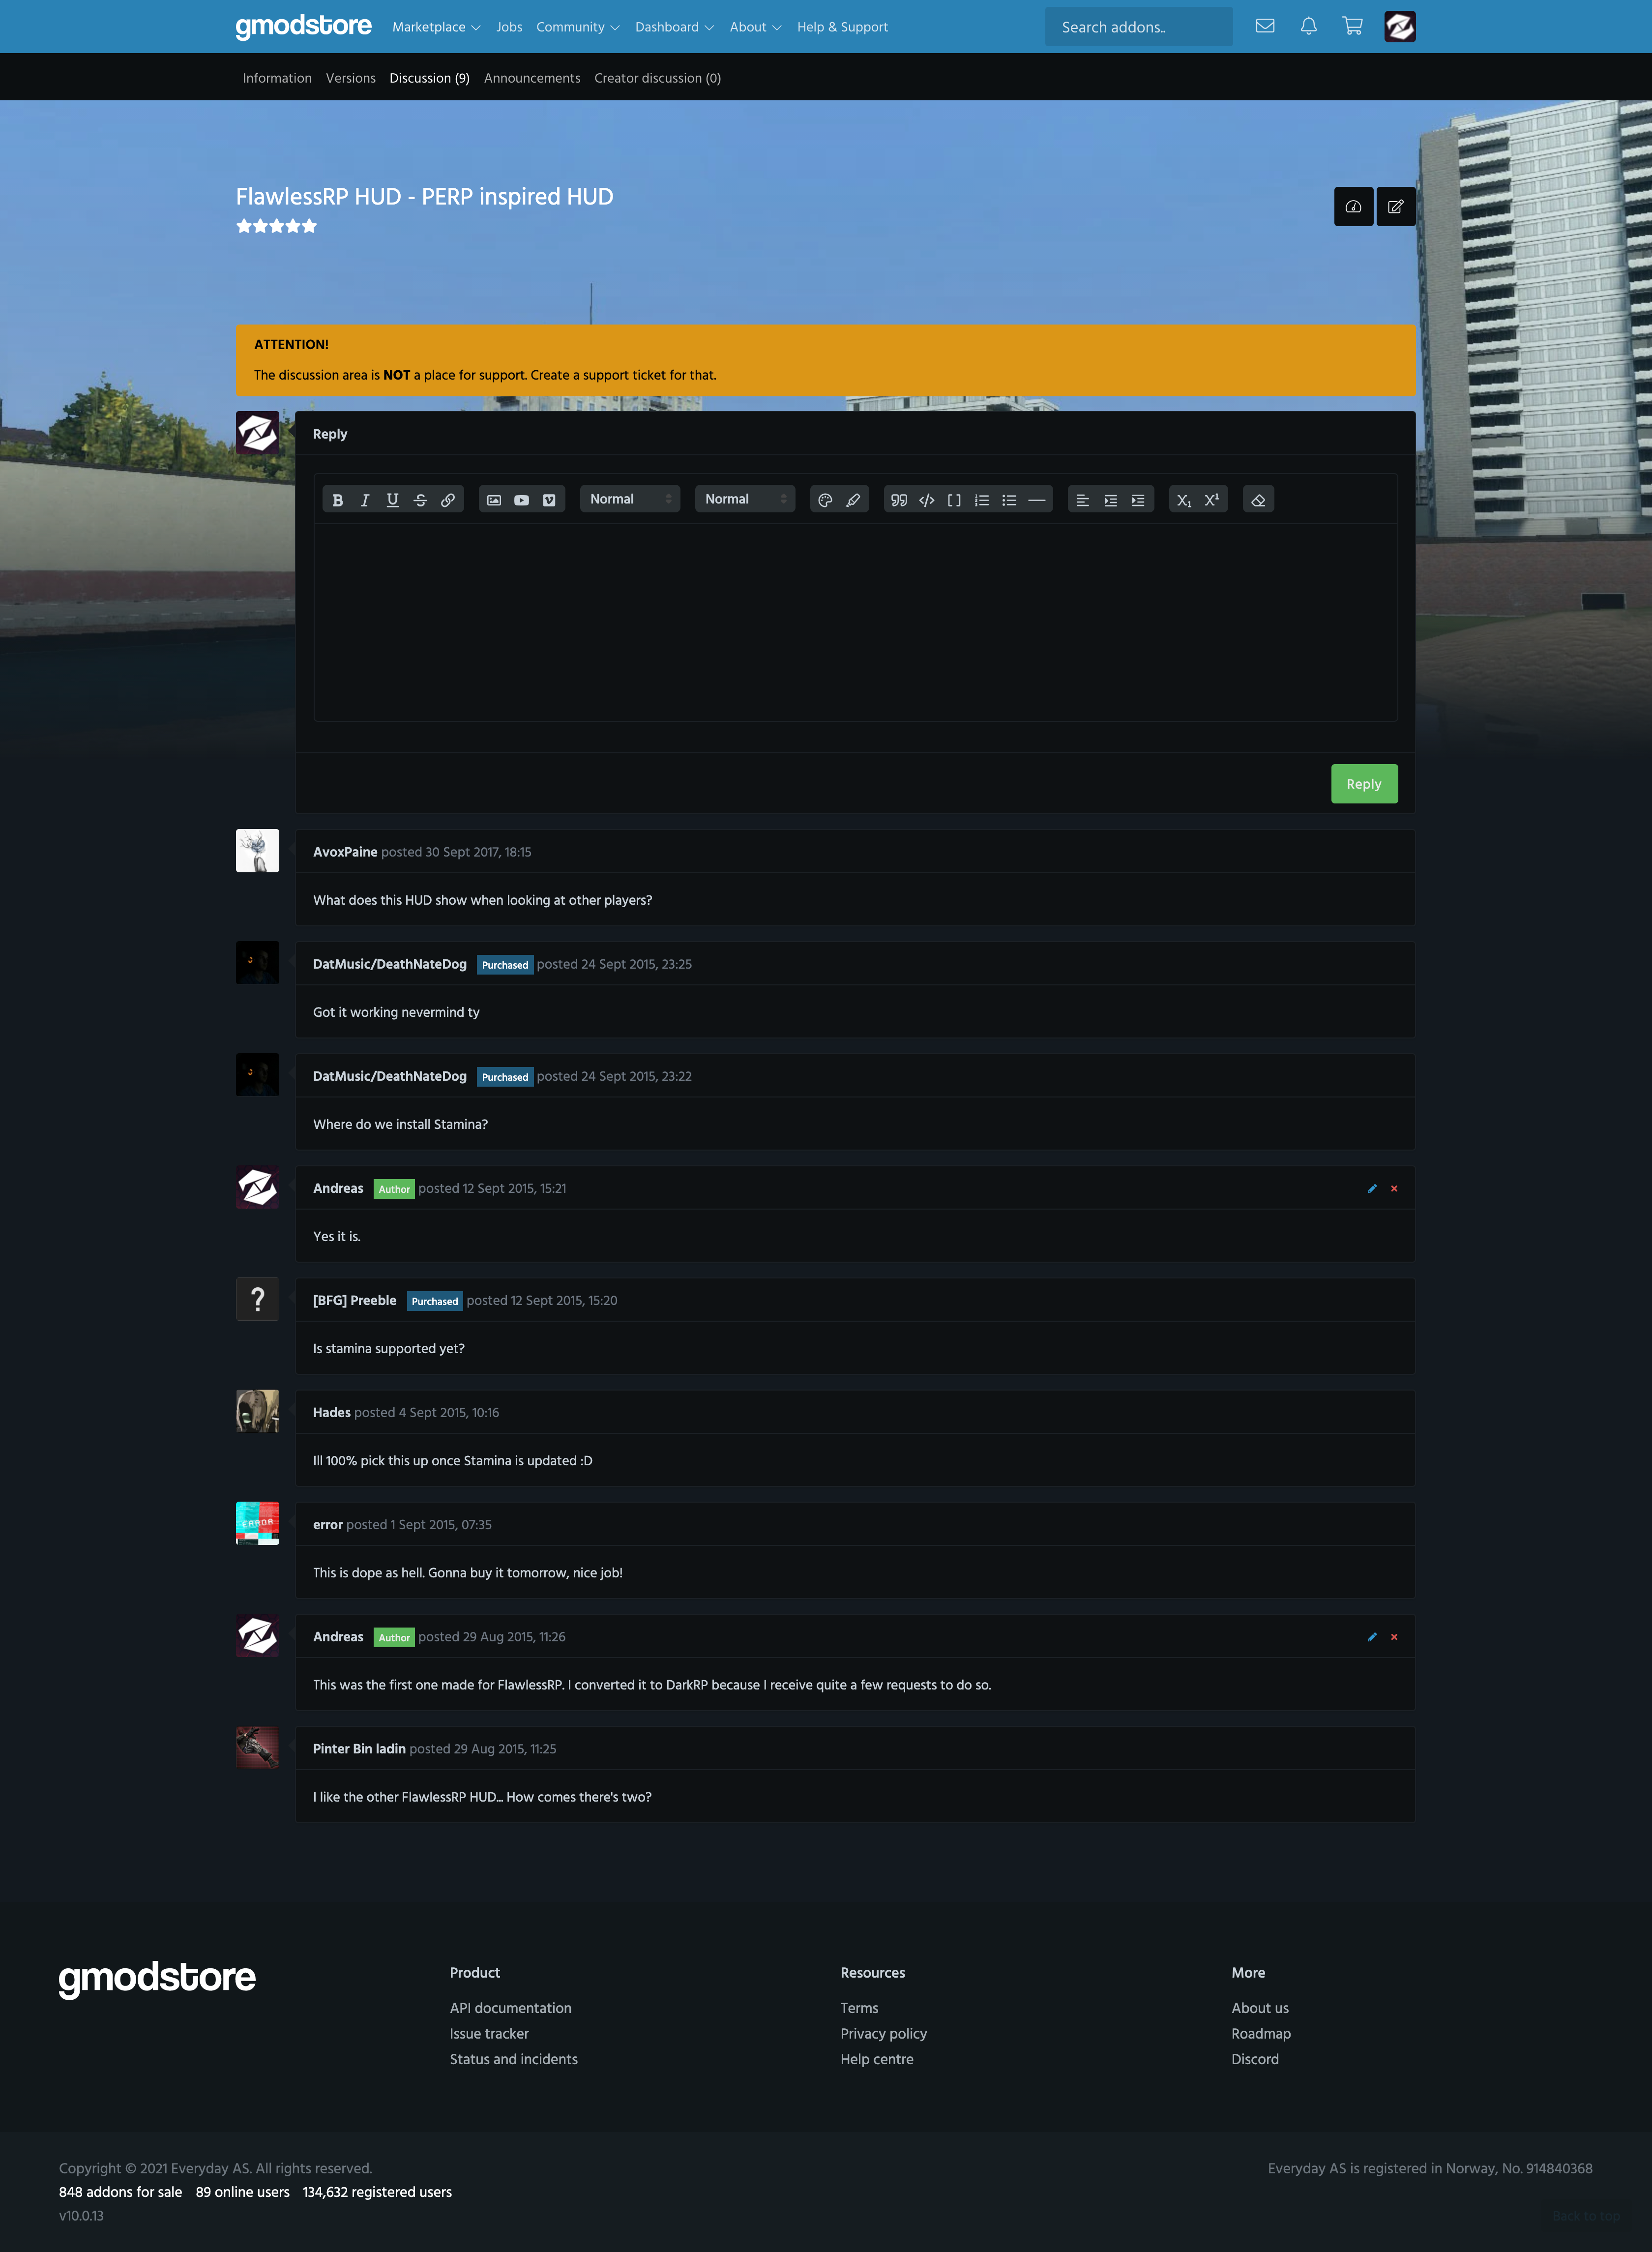 gmodstore Marketplace Jobs Community Dashboard About Help & Support Search addons..
Information Versions Discussion (9) Announcements Creator discussion (0)
FlawlessRP HUD - PERP inspired HUD
ATTENTION!
The discussion area is NOT a place for support. Create a support ticket for that.
Reply
Normal Normal
Reply
AvoxPaine posted 30 Sept 2017, 18:15
What does this HUD show when looking at other players?
DatMusic/DeathNateDog Purchased posted 24 Sept 2015, 23:25
Got it working nevermind ty
DatMusic/DeathNateDog Purchased posted 24 Sept 2015, 23:22
Where do we install Stamina?
Andreas Author posted 12 Sept 2015, 15:21
Yes it is.
[BFG] Preeble Purchased posted 12 Sept 2015, 15:20
Is stamina supported yet?
Hades posted 4 Sept 2015, 10:16
Ill 100% pick this up once Stamina is updated :D
error posted 1 Sept 2015, 07:35
ERROR
This is dope as hell. Gonna buy it tomorrow, nice job!
Andreas Author posted 29 Aug 2015, 11:26
This was the first one made for FlawlessRP. I converted it to DarkRP because I receive quite a few requests to do so.
Pinter Bin ladin posted 29 Aug 2015, 11:25
I like the other FlawlessRP HUD... How comes there's two?
gmodstore
Product
API documentation
Issue tracker
Status and incidents
Resources
Terms
Privacy policy
Help centre
More
About us
Roadmap
Discord
Copyright © 2021 Everyday AS. All rights reserved.
848 addons for sale 89 online users 134,632 registered users
v10.0.13
Everyday AS is registered in Norway, No. 914840368
Back to top